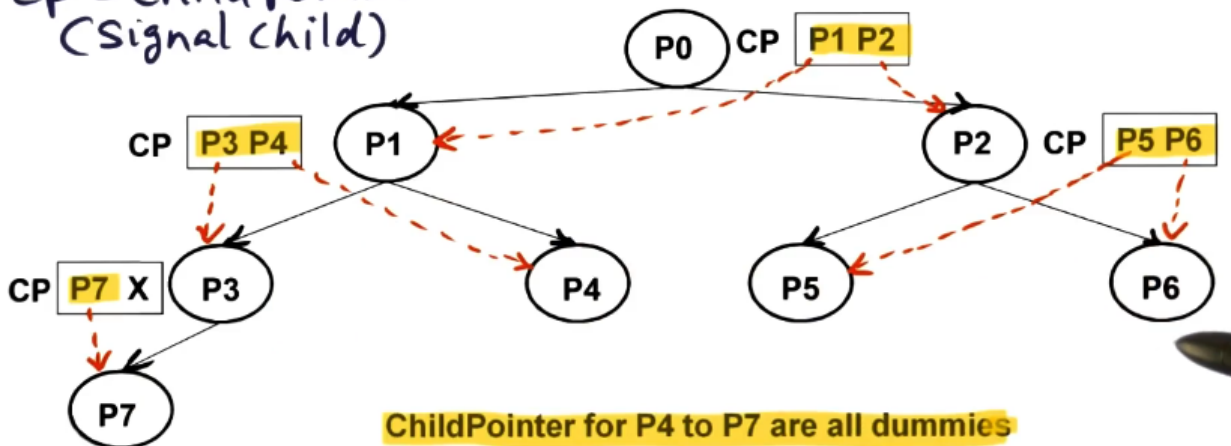 (Signal child)
P0 CP P1 P2
CP P3 P4 P1 P2 CP P5 P6
CP P7 X P3 P4 P5 P6
P7
ChildPointer for P4 to P7 are all dummies